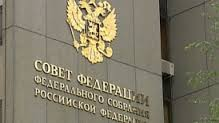 СОВЕТ ФЕДЕРАЦИИ
ФЕДЕРАЛЬНОГО СОБРАНИЯ
РОССИЙСКОЙ ФЕДЕРАЦИИ